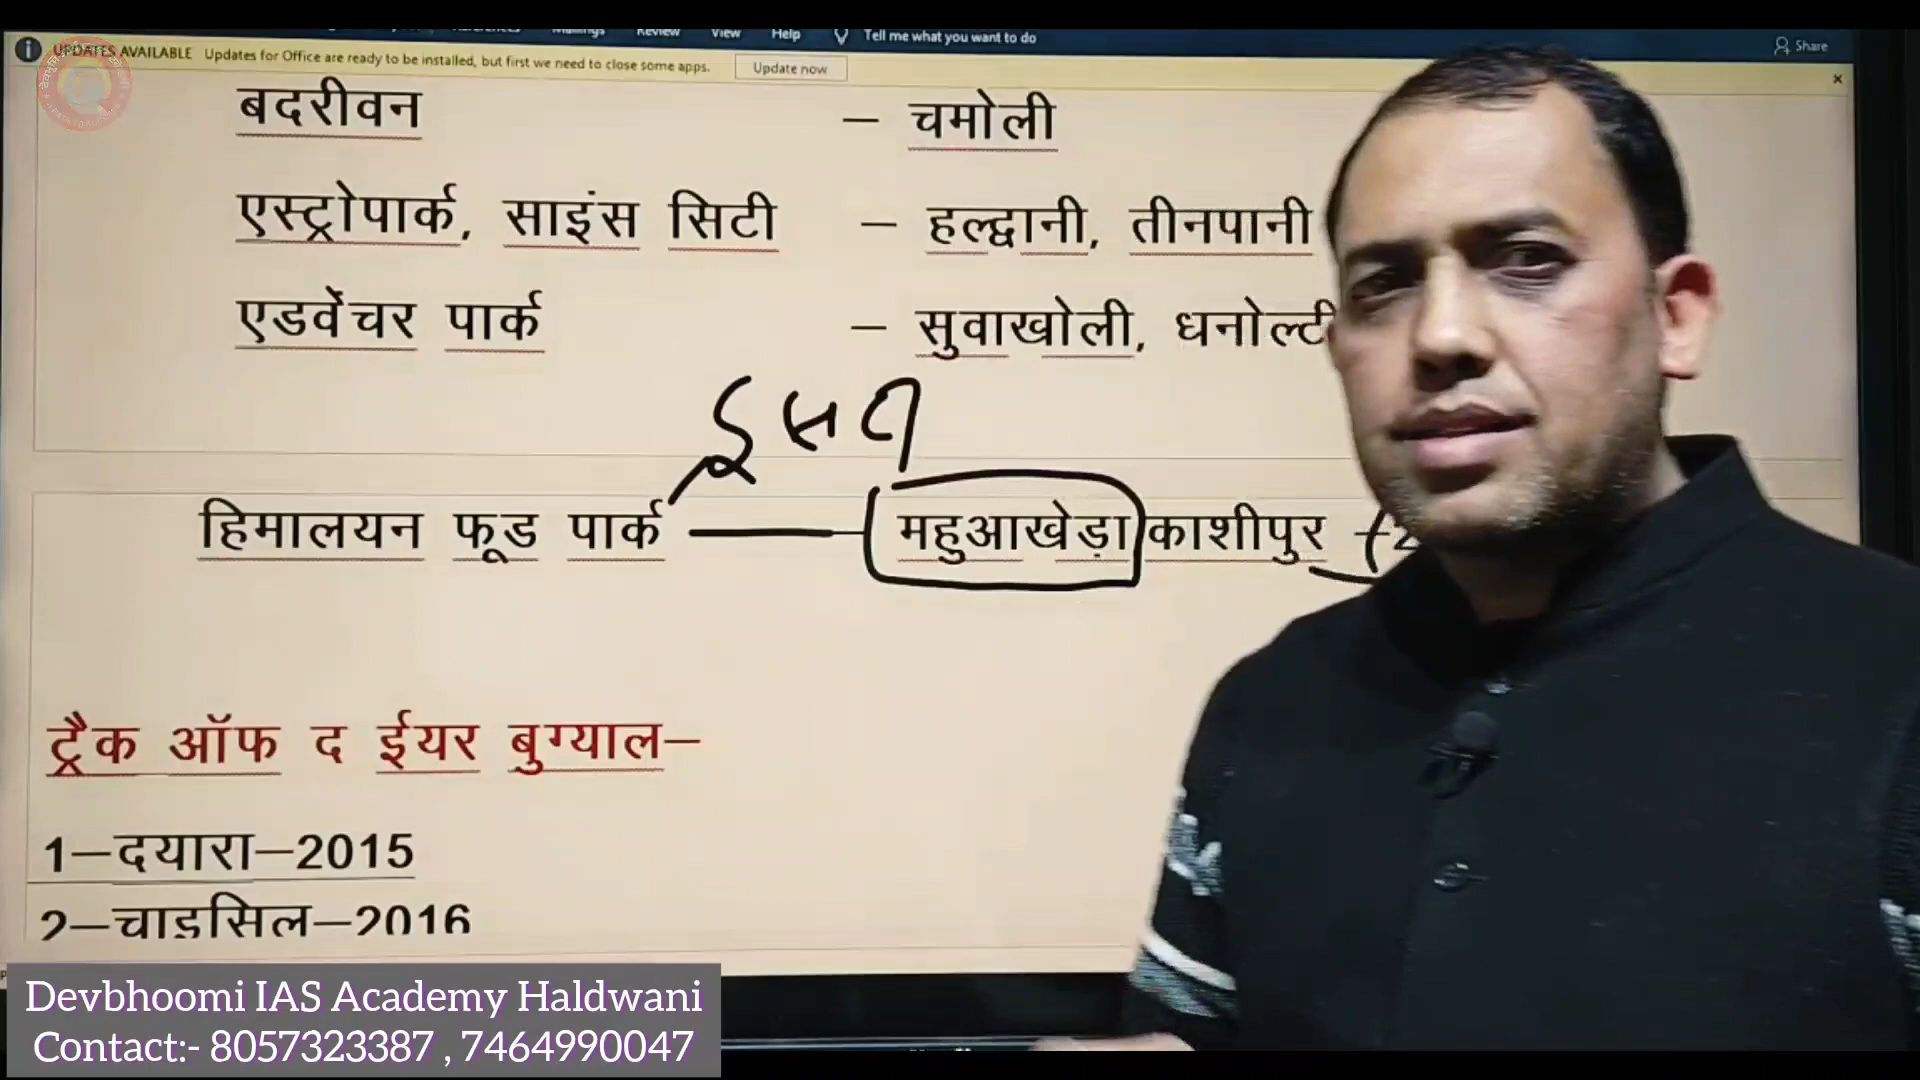 Mailings Review View Help Tell me what you want to do Share
UPDATES AVAILABLE Updates for Office are ready to be installed, but first we need to close some apps. Update now
बदरीवन – चमोली
एस्ट्रोपार्क, साइंस सिटी – हल्द्वानी, तीनपानी
एडवेंचर पार्क – सुवाखोली, धनोल्टी
हिमालयन फूड पार्क महुआखेड़ा काशीपुर
ट्रैक ऑफ द ईयर बुग्याल–
1–दयारा–2015
2–चाइसिल–2016
Devbhoomi IAS Academy Haldwani
Contact:- 8057323387 , 7464990047